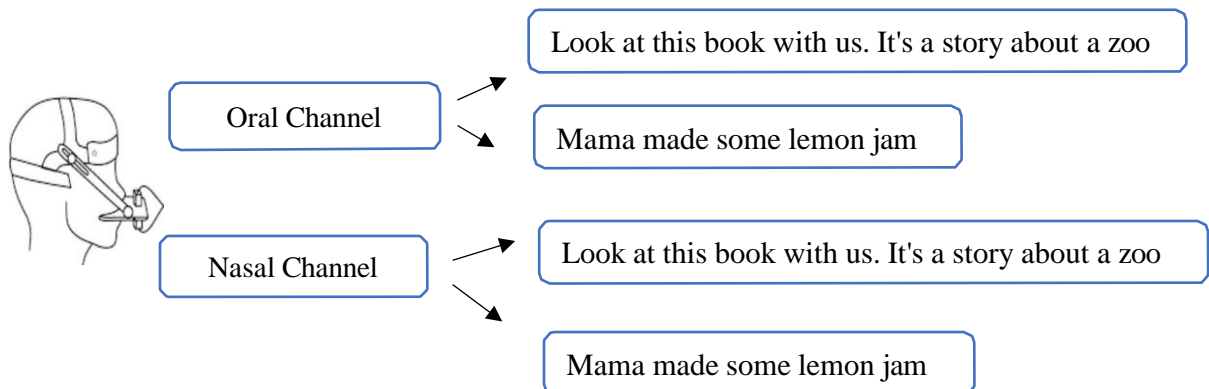 Look at this book with us. It's a story about a zoo
Oral Channel
Mama made some lemon jam
Look at this book with us. It's a story about a zoo
Nasal Channel
Mama made some lemon jam